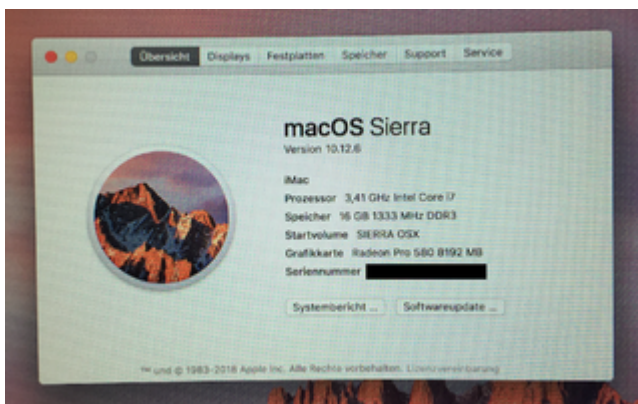 Übersicht Displays Festplatten Speicher Support Service
macOS Sierra
Version 10.12.6
iMac
Prozessor 3,41 GHz Intel Core i7
Speicher 16 GB 1333 MHz DDR3
Startvolume SIERRA OSX
Grafikkarte Radeon Pro 580 8192 MB
Seriennummer
Systembericht ... Softwareupdate ...
™ und © 1983-2016 Apple Inc. Alle Rechte vorbehalten. Lizenzvereinbarung